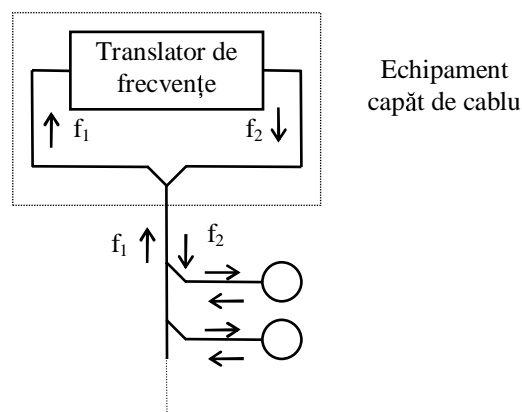 Translator de
frecvențe
Echipament
capăt de cablu
f₁
f₂
f₁
f₂